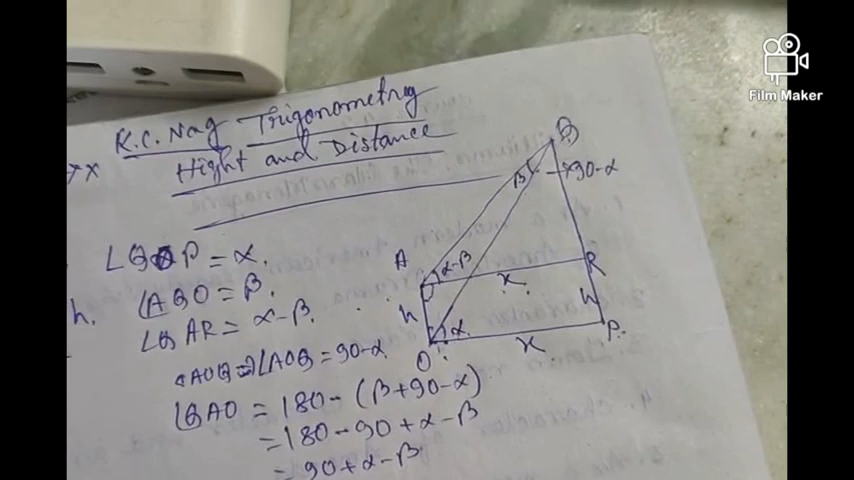 Film Maker
K.C. Nag Trigonometry
Hight and Distance
Q
β
90-α
A
α-β
R
x
h
h
α
O
x
P.
∠QOP = α.
∠AQO = β.
h.
∠QAR = α-β.
∠AOQ = 90-α
∠QAO = 180-(β+90-α)
=180-90+α-β
=90+α-β